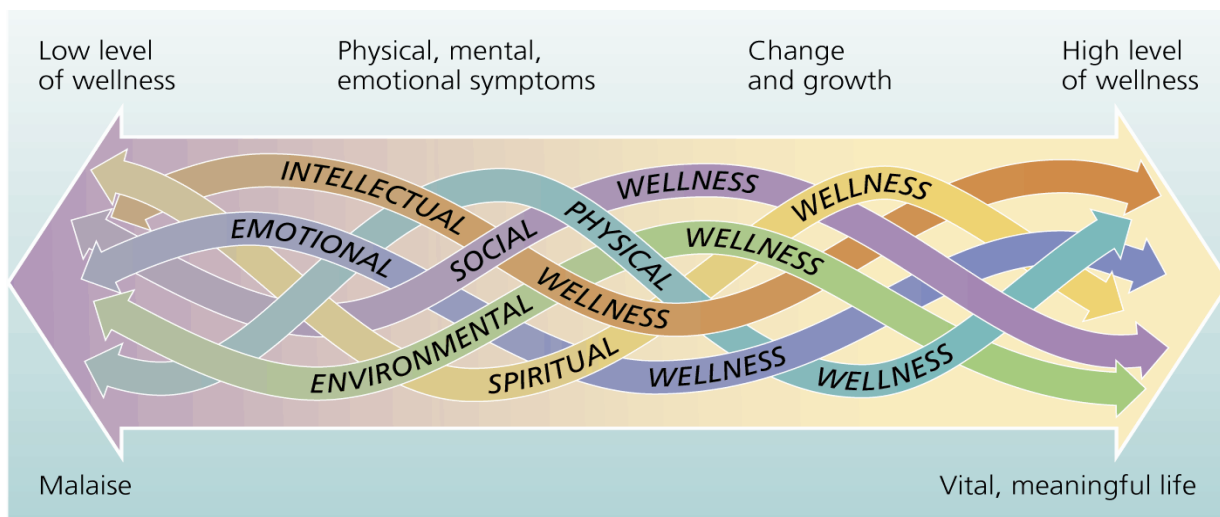 Low level
of wellness
Physical, mental,
emotional symptoms
Change
and growth
High level
of wellness
INTELLECTUAL WELLNESS
EMOTIONAL WELLNESS
SOCIAL WELLNESS
PHYSICAL WELLNESS
ENVIRONMENTAL WELLNESS
SPIRITUAL WELLNESS
Malaise
Vital, meaningful life